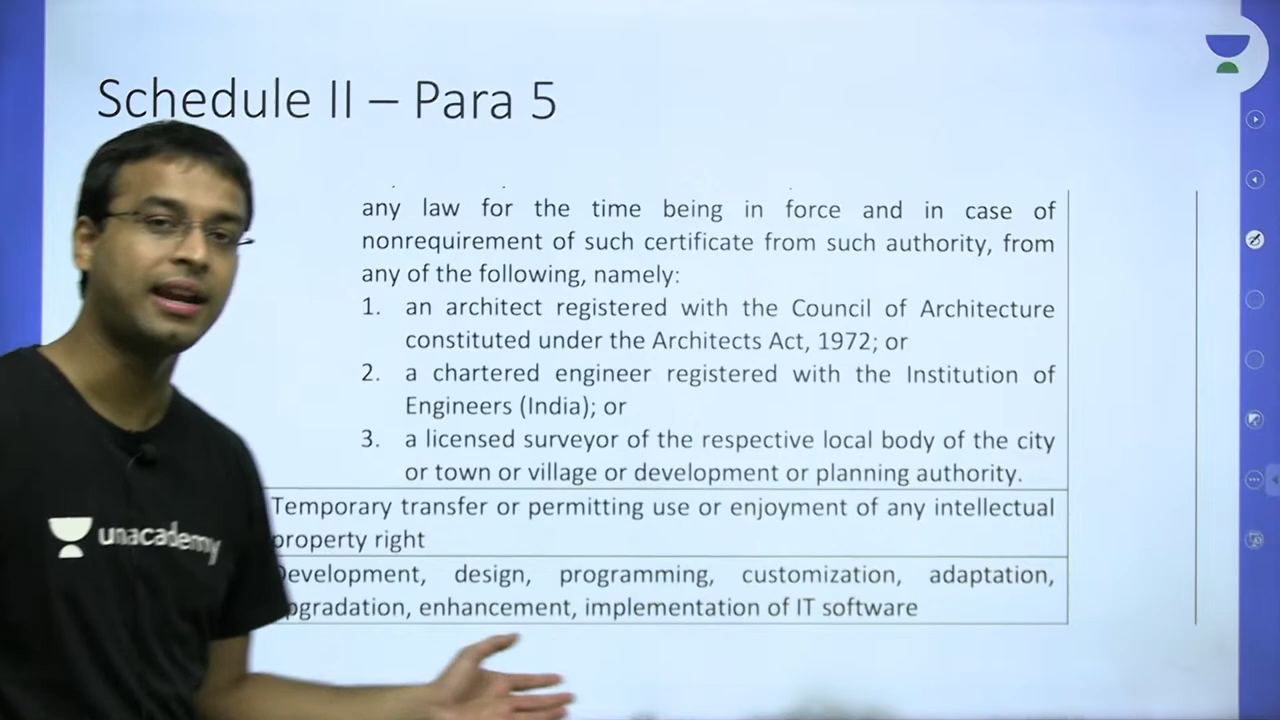 Schedule II – Para 5
any law for the time being in force and in case of
nonrequirement of such certificate from such authority, from
any of the following, namely:
1. an architect registered with the Council of Architecture
constituted under the Architects Act, 1972; or
2. a chartered engineer registered with the Institution of
Engineers (India); or
3. a licensed surveyor of the respective local body of the city
or town or village or development or planning authority.
Temporary transfer or permitting use or enjoyment of any intellectual
property right
Development, design, programming, customization, adaptation,
upgradation, enhancement, implementation of IT software
unacademy